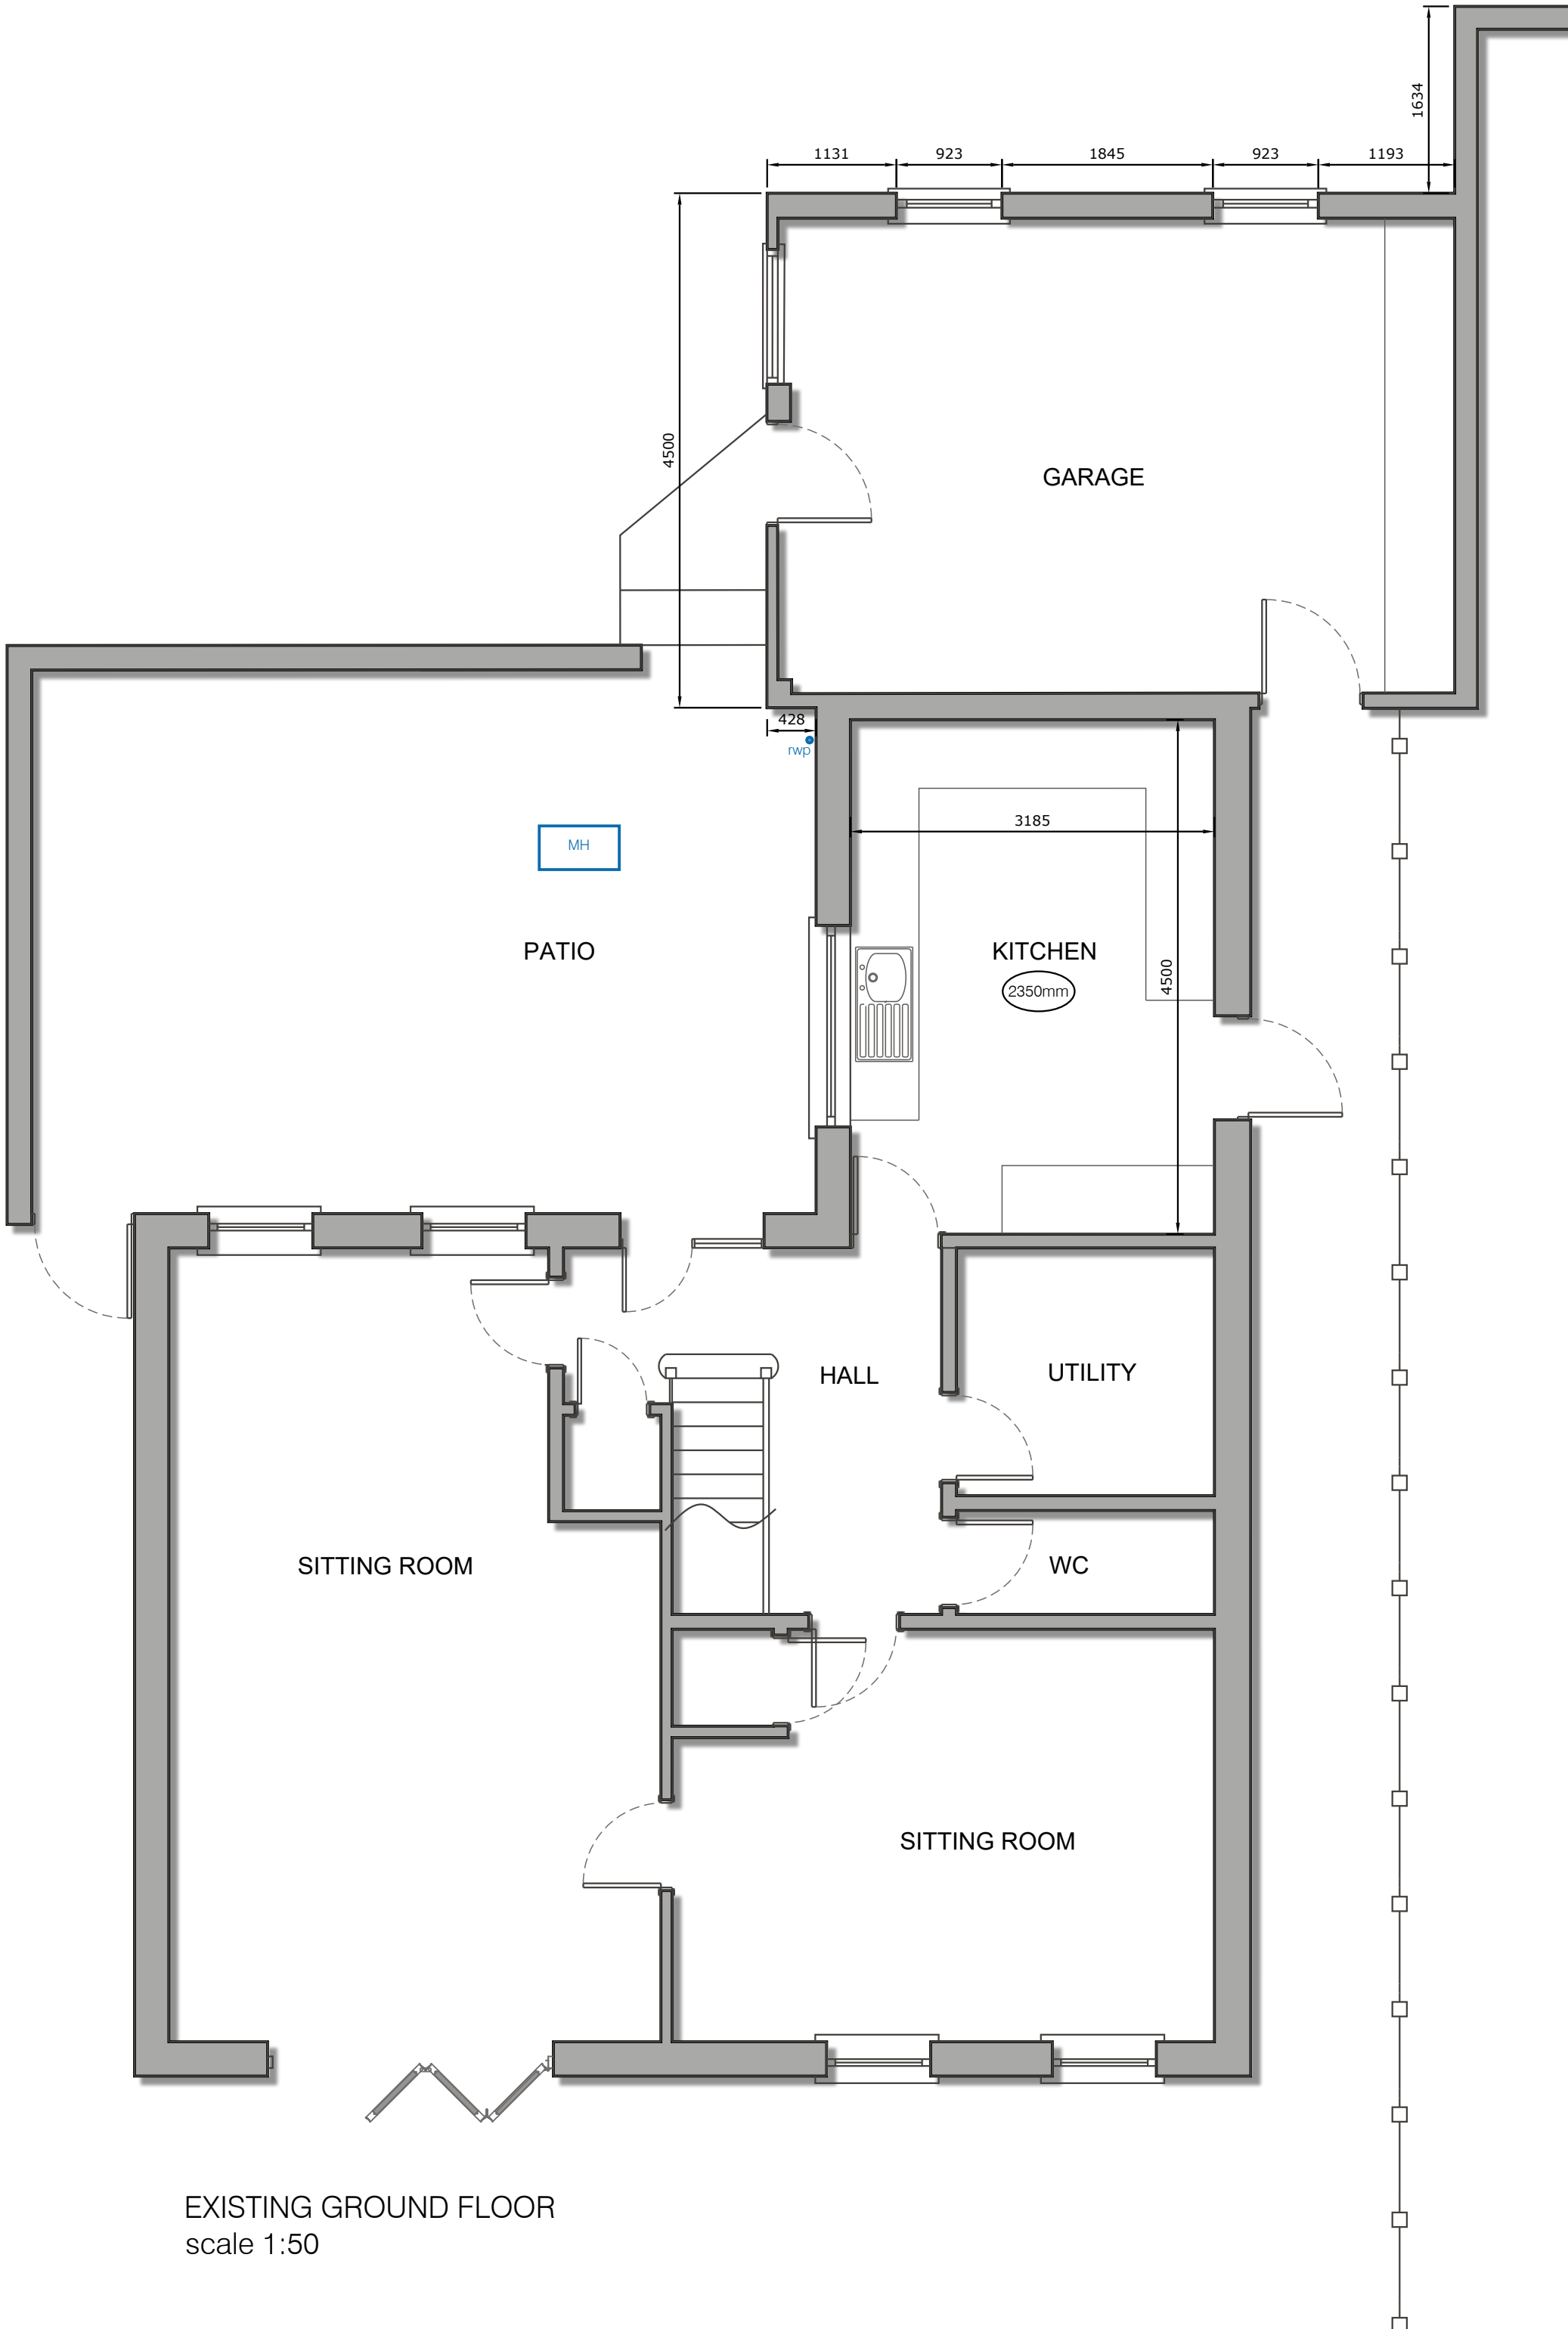 1634
1131
923
1845
923
1193
4500
GARAGE
428
rwp
3185
MH
PATIO
KITCHEN
2350mm
4500
HALL
UTILITY
SITTING ROOM
WC
SITTING ROOM
EXISTING GROUND FLOOR
scale 1:50